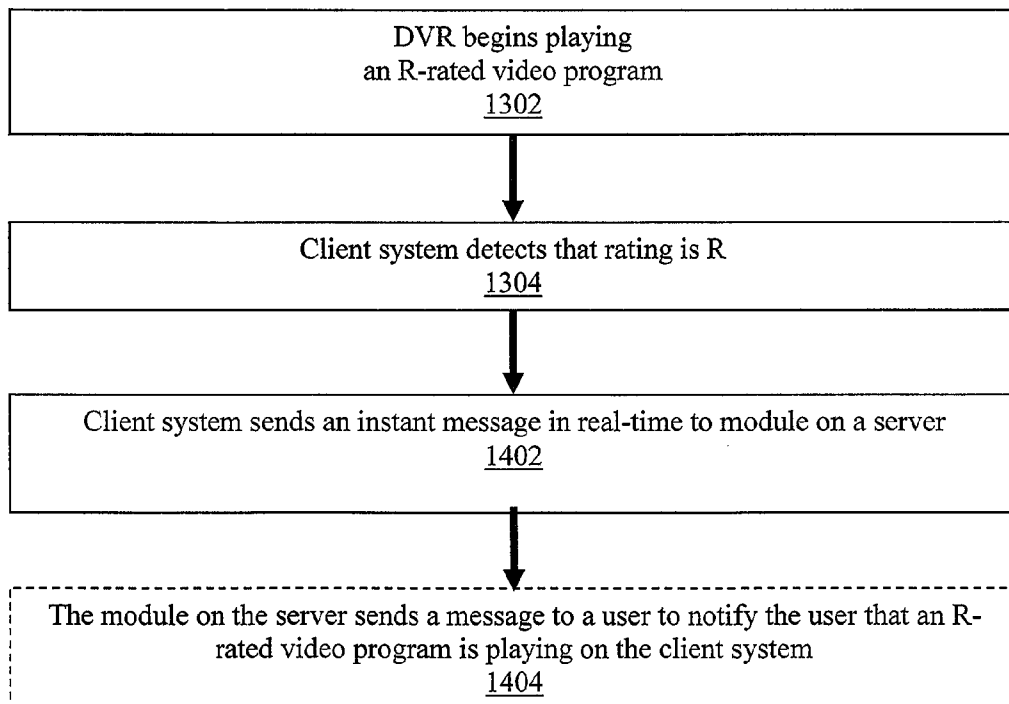 DVR begins playing
an R-rated video program
1302
Client system detects that rating is R
1304
Client system sends an instant message in real-time to module on a server
1402
The module on the server sends a message to a user to notify the user that an R-
rated video program is playing on the client system
1404